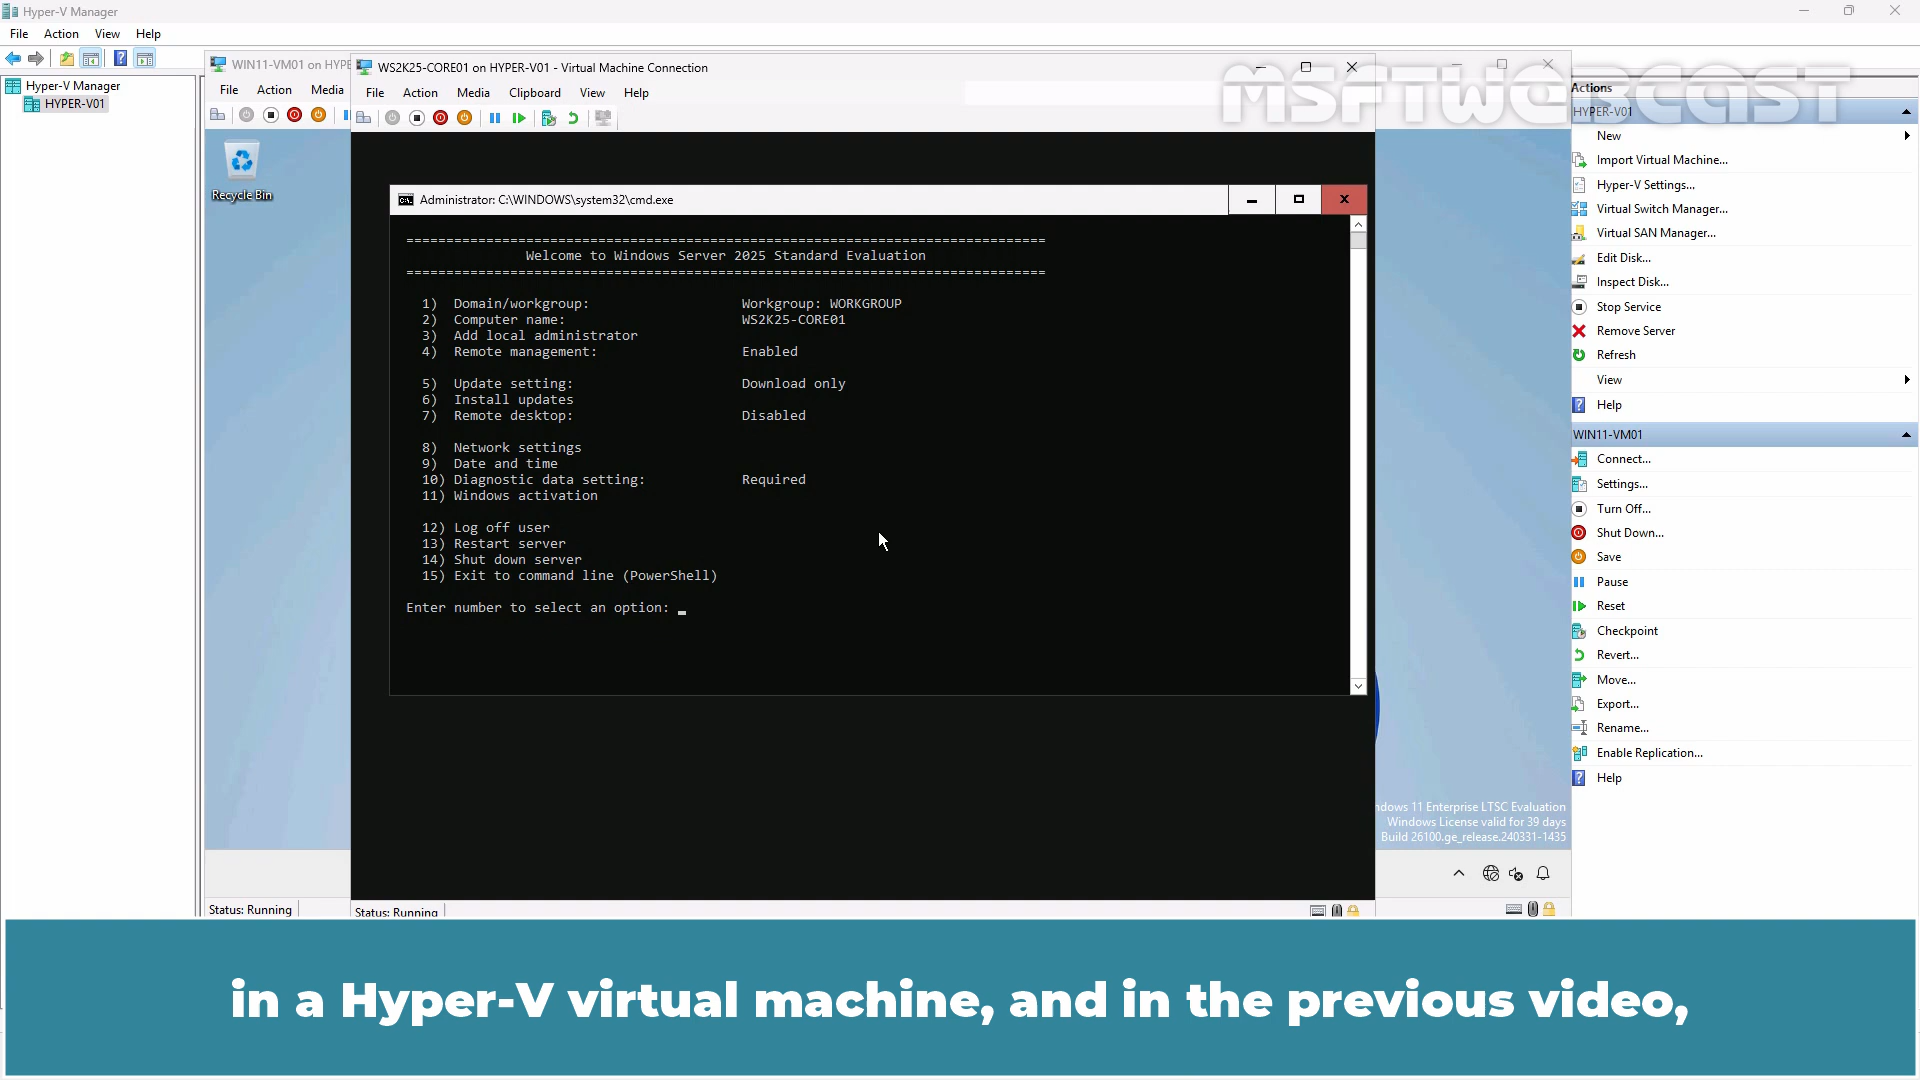 Hyper-V Manager
File Action View Help
Hyper-V Manager
HYPER-V01
WIN11-VM01 on HYPE
File Action Media
Recycle Bin
WS2K25-CORE01 on HYPER-V01 - Virtual Machine Connection
File Action Media Clipboard View Help
MSFTWEBCAST
Administrator: C:\WINDOWS\system32\cmd.exe
================================================================================
Welcome to Windows Server 2025 Standard Evaluation
================================================================================
1) Domain/workgroup: Workgroup: WORKGROUP
2) Computer name: WS2K25-CORE01
3) Add local administrator
4) Remote management: Enabled
5) Update setting: Download only
6) Install updates
7) Remote desktop: Disabled
8) Network settings
9) Date and time
10) Diagnostic data setting: Required
11) Windows activation
12) Log off user
13) Restart server
14) Shut down server
15) Exit to command line (PowerShell)
Enter number to select an option:
ndows 11 Enterprise LTSC Evaluation
Windows License valid for 39 days
Build 26100.ge_release.240331-1435
Status: Running
Status: Running
Actions
HYPER-V01
New
Import Virtual Machine...
Hyper-V Settings...
Virtual Switch Manager...
Virtual SAN Manager...
Edit Disk...
Inspect Disk...
Stop Service
Remove Server
Refresh
View
Help
WIN11-VM01
Connect...
Settings...
Turn Off...
Shut Down...
Save
Pause
Reset
Checkpoint
Revert...
Move...
Export...
Rename...
Enable Replication...
Help
in a Hyper-V virtual machine, and in the previous video,